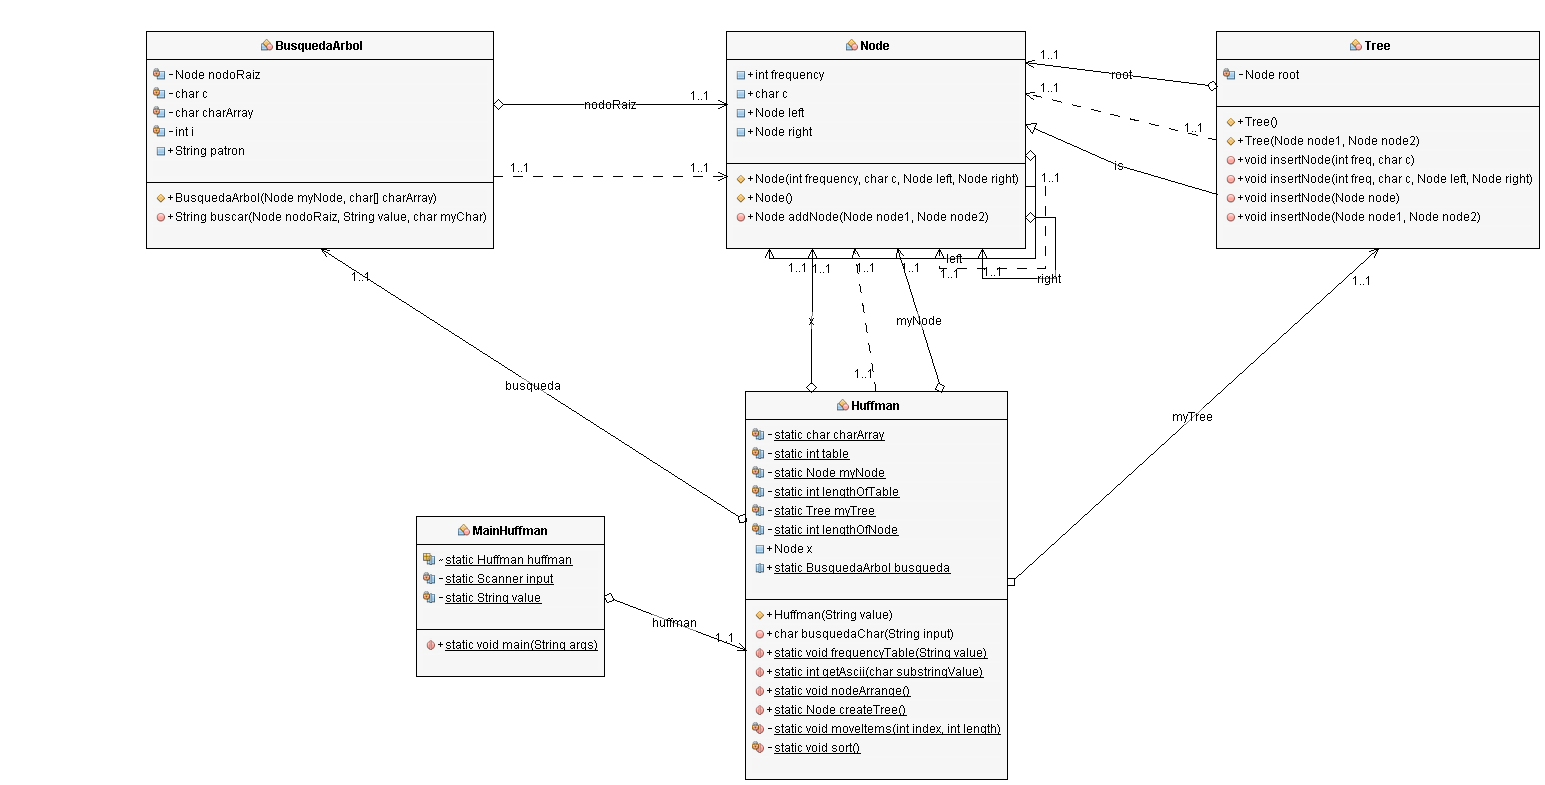 BusquedaArbol
- Node nodoRaiz
- char c
- char charArray
- int i
+ String patron
+ BusquedaArbol(Node myNode, char[] charArray)
+ String buscar(Node nodoRaiz, String value, char myChar)
nodoRaiz
1..1
1..1
1..1
Node
+ int frequency
+ char c
+ Node left
+ Node right
+ Node(int frequency, char c, Node left, Node right)
+ Node()
+ Node addNode(Node node1, Node node2)
1..1
root
1..1
1..1
is
1..1
Tree
- Node root
+ Tree()
+ Tree(Node node1, Node node2)
+ void insertNode(int freq, char c)
+ void insertNode(int freq, char c, Node left, Node right)
+ void insertNode(Node node)
+ void insertNode(Node node1, Node node2)
1..1
1..1
1..1
1..1
1..1
left
1..1
1..1
right
1..1
x
myNode
1..1
busqueda
myTree
Huffman
- static char charArray
- static int table
- static Node myNode
- static int lengthOfTable
- static Tree myTree
- static int lengthOfNode
+ Node x
+ static BusquedaArbol busqueda
+ Huffman(String value)
+ char busquedaChar(String input)
+ static void frequencyTable(String value)
+ static int getAscii(char substringValue)
+ static void nodeArrange()
+ static Node createTree()
- static void moveItems(int index, int length)
- static void sort()
MainHuffman
~ static Huffman huffman
- static Scanner input
- static String value
+ static void main(String args)
huffman
1..1